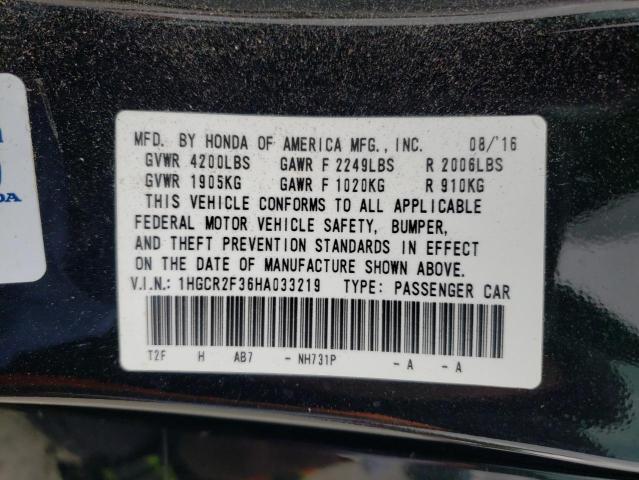 MFD. BY HONDA OF AMERICA MFG., INC. 08/'16
GVWR 4200LBS GAWR F 2249LBS R 2006LBS
GVWR 1905KG GAWR F 1020KG R 910KG
THIS VEHICLE CONFORMS TO ALL APPLICABLE
FEDERAL MOTOR VEHICLE SAFETY, BUMPER,
AND THEFT PREVENTION STANDARDS IN EFFECT
ON THE DATE OF MANUFACTURE SHOWN ABOVE.
V.I.N.: 1HGCR2F36HA033219 TYPE: PASSENGER CAR
T2F H AB7 - NH731P - A - A